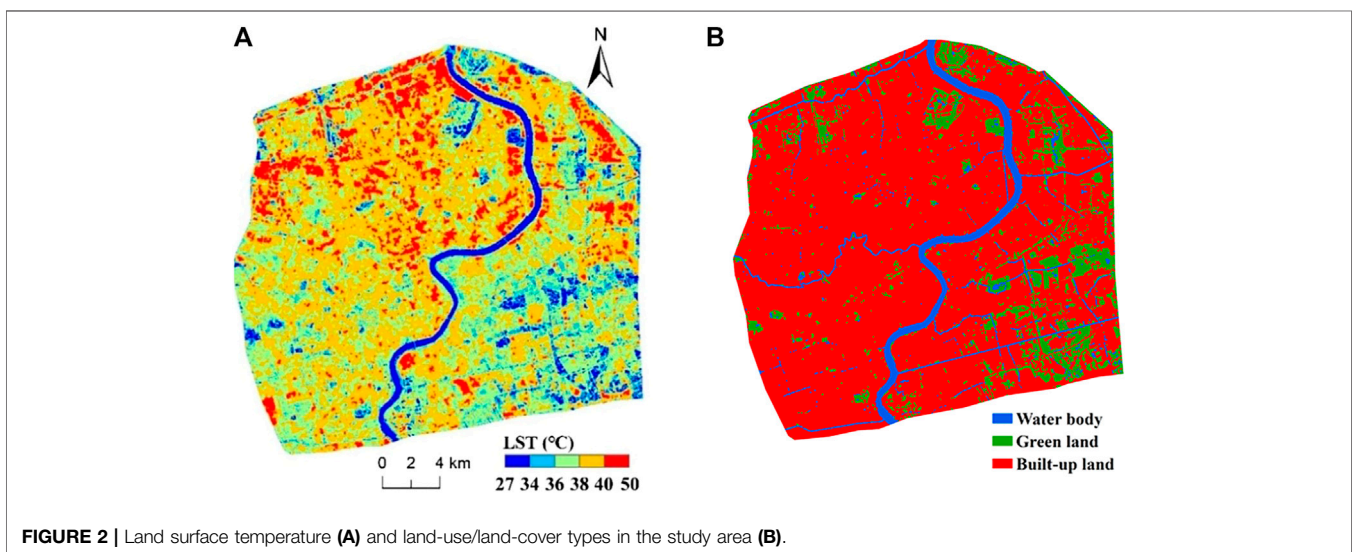 A
N
B
LST (°C)
0 2 4 km
27 34 36 38 40 50
Water body
Green land
Built-up land
FIGURE 2 | Land surface temperature (A) and land-use/land-cover types in the study area (B).